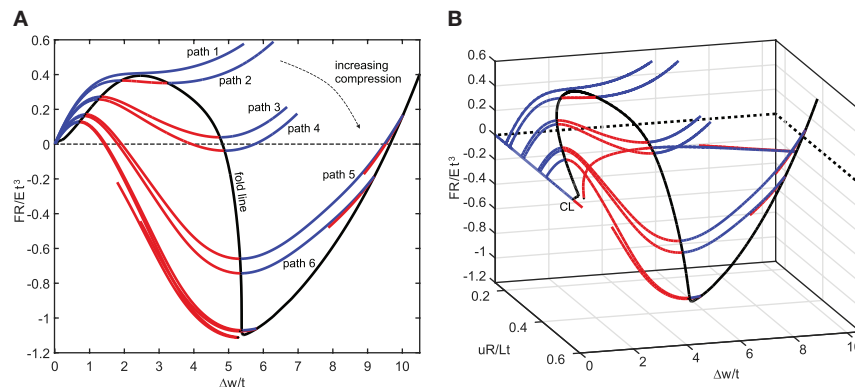 A
FR/E t³
0.6
0.4
0.2
0
-0.2
-0.4
-0.6
-0.8
-1
-1.2
0 1 2 3 4 5 6 7 8 9 10
Δw/t
path 1
path 2
increasing
compression
path 3
path 4
fold line
path 5
path 6
B
FR/E t³
0.6
0.4
0.2
0
-0.2
-0.4
-0.6
-0.8
-1
-1.2
CL
0.2
0.4
0.6
uR/Lt
0 2 4 6 8 10
Δw/t